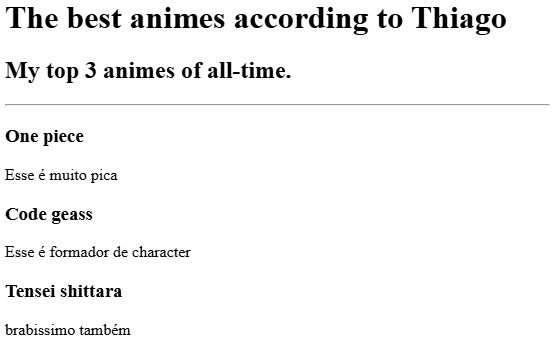 The best animes according to Thiago
My top 3 animes of all-time.
One piece
Esse é muito pica
Code geass
Esse é formador de character
Tensei shittara
brabissimo também